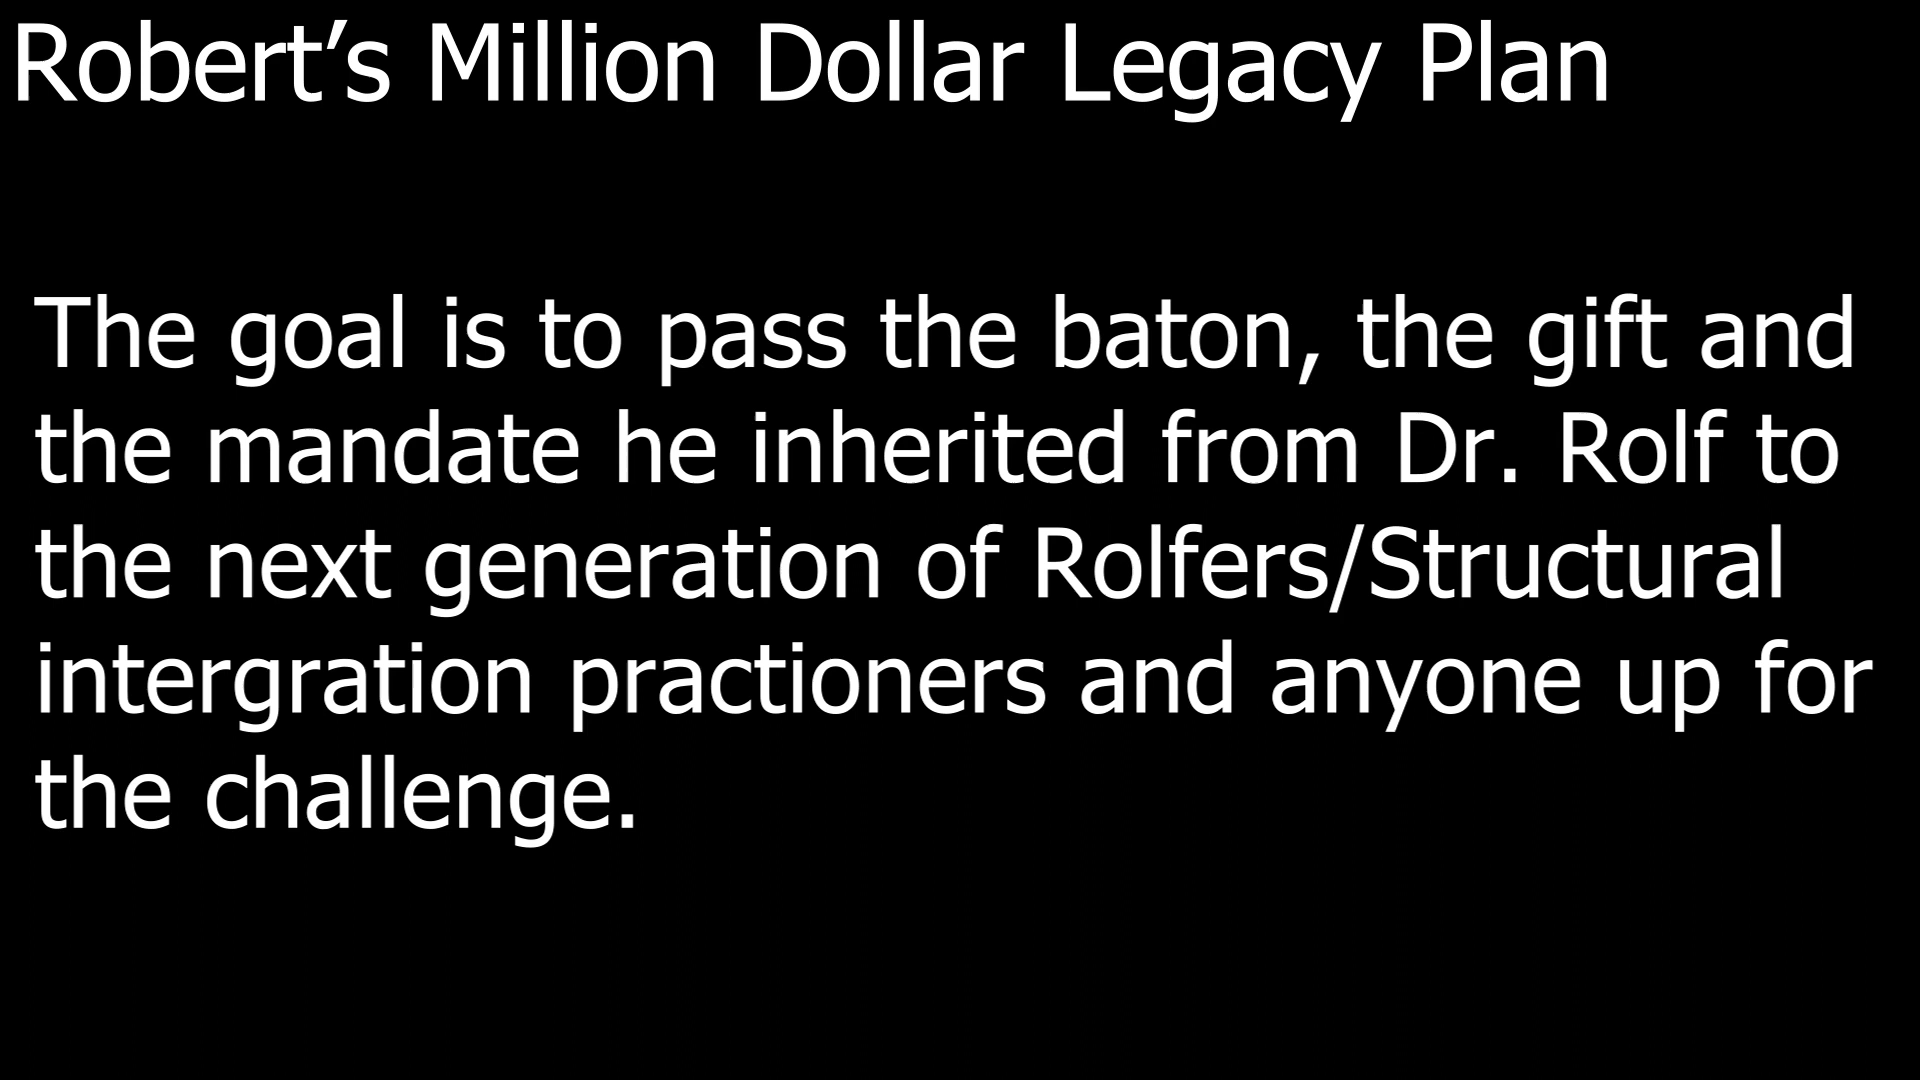 Robert’s Million Dollar Legacy Plan
The goal is to pass the baton, the gift and
the mandate he inherited from Dr. Rolf to
the next generation of Rolfers/Structural
intergration practioners and anyone up for
the challenge.